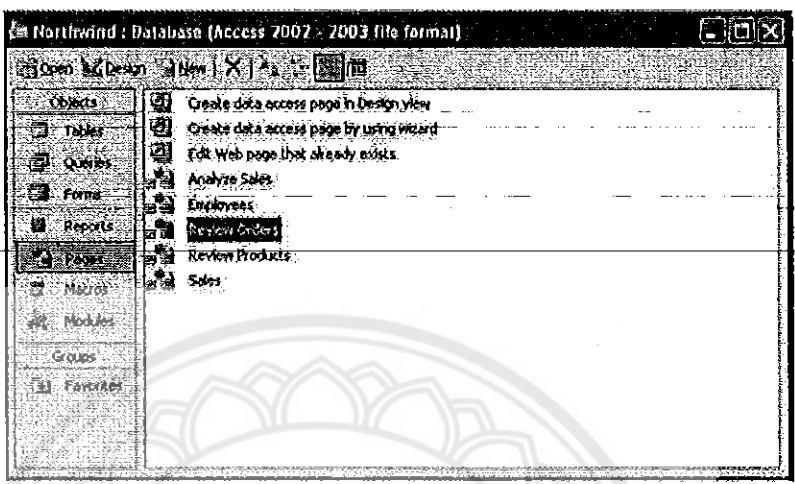 Northwind : Database (Access 2002 - 2003 file format)
Open Design New
Objects
Tables
Queries
Forms
Reports
Pages
Macros
Modules
Groups
Favorites
Create data access page in Design view
Create data access page by using wizard
Edit Web page that already exists
Analyze Sales
Employees
Review Orders
Review Products
Sales